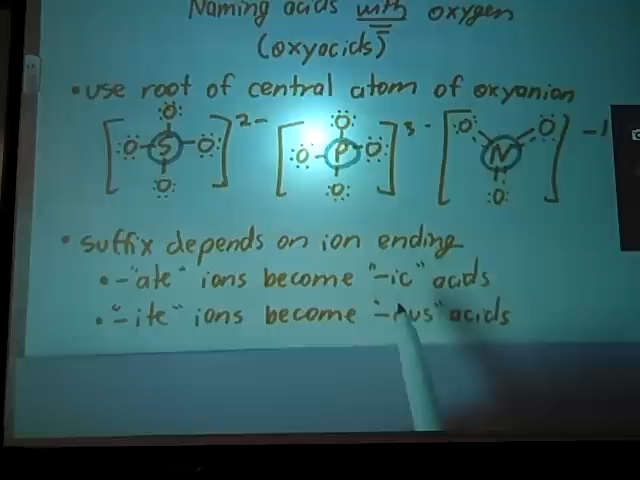 Naming acids with oxygen
(oxyacids)
• use root of central atom of oxyanion
[:Ö: :Ö-S-Ö: :Ö:]2- [:Ö: :Ö-P-Ö: :Ö:]3- [:Ö Ö: N :Ö:]-1
• suffix depends on ion ending
• -"ate" ions become "-ic" acids
• "-ite" ions become "-ous" acids